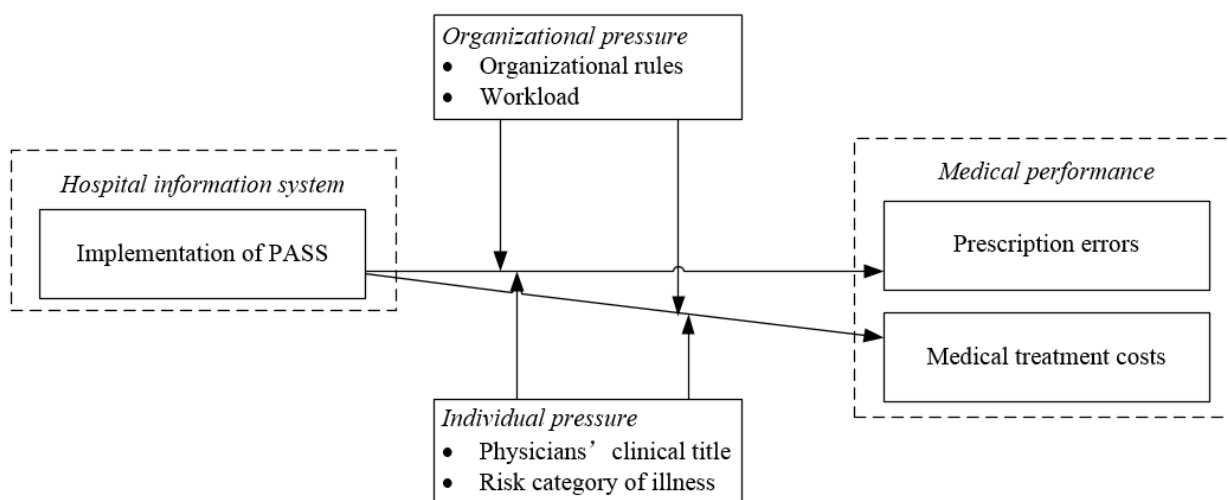 Organizational pressure
● Organizational rules
● Workload
Hospital information system
Implementation of PASS
Medical performance
Prescription errors
Medical treatment costs
Individual pressure
● Physicians’ clinical title
● Risk category of illness